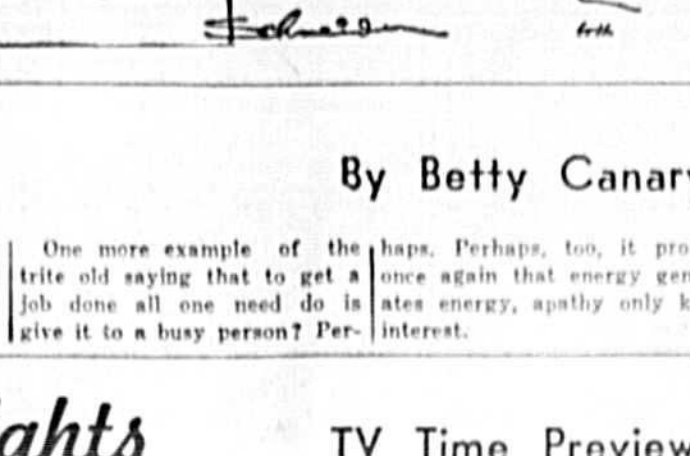 Schneider
By Betty Canary
One more example of the
trite old saying that to get a
job done all one need do is
give it to a busy person? Per-
haps. Perhaps, too, it pro
once again that energy gen
ates energy, apathy only k
interest.
ghts
TV Time Preview